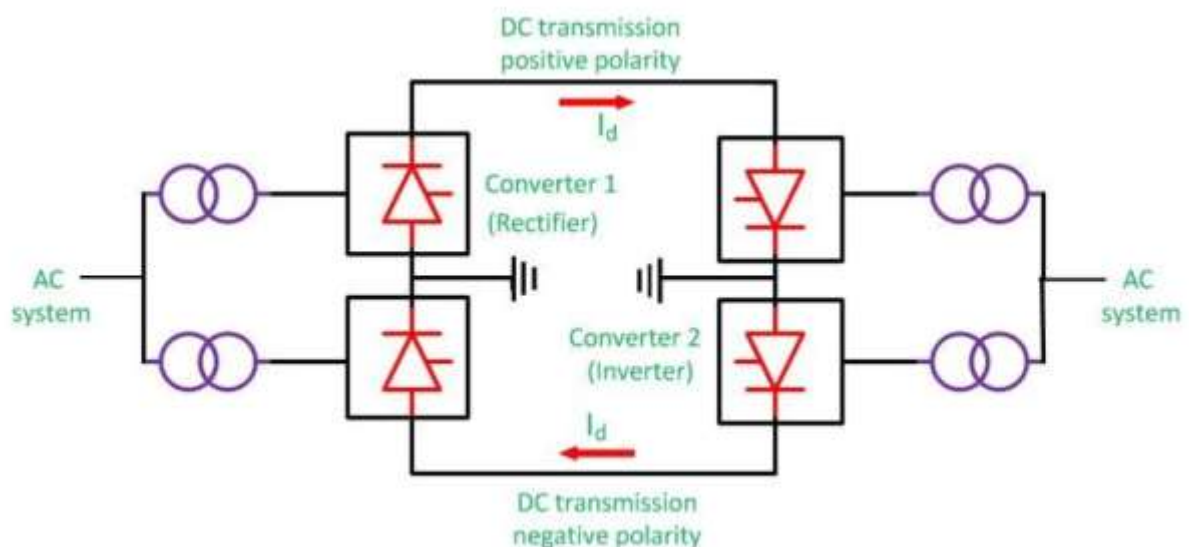 DC transmission
positive polarity
I_d
Converter 1
(Rectifier)
AC
system
AC
system
Converter 2
(Inverter)
I_d
DC transmission
negative polarity